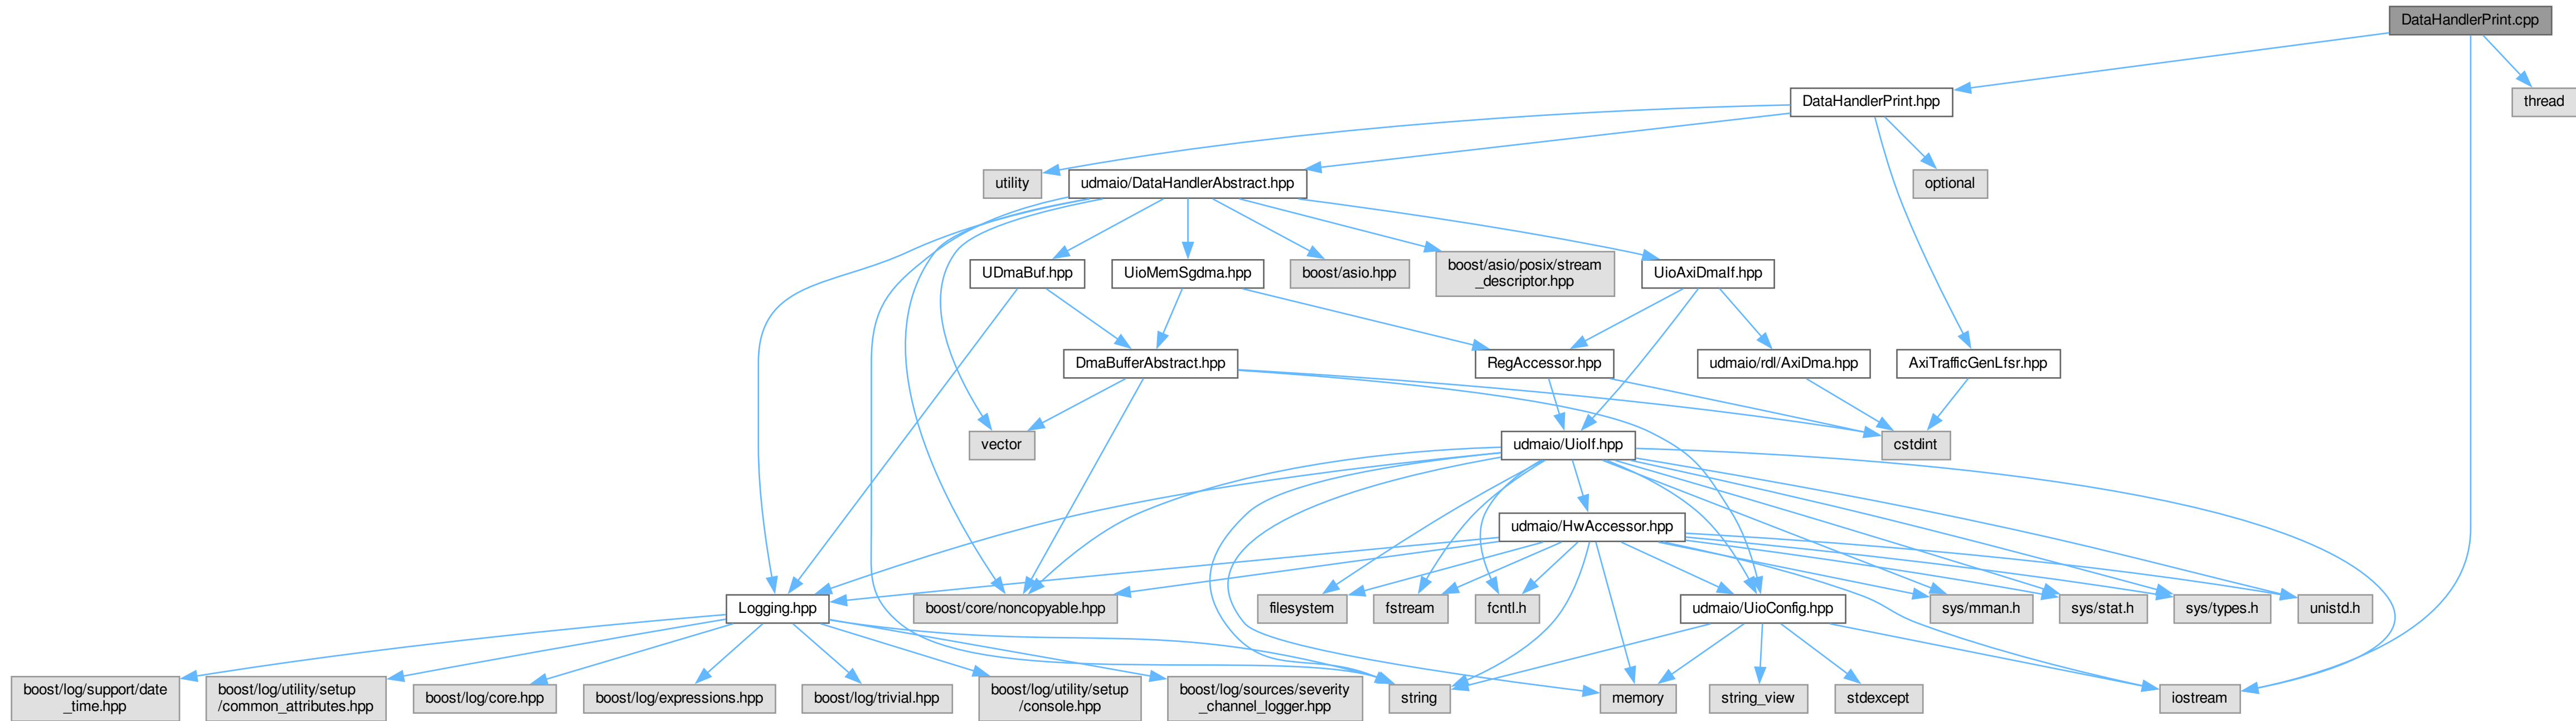 DataHandlerPrint.cpp
DataHandlerPrint.hpp
thread
utility
udmaio/DataHandlerAbstract.hpp
optional
UDmaBuf.hpp
UioMemSgdma.hpp
boost/asio.hpp
boost/asio/posix/stream
_descriptor.hpp
UioAxiDmaIf.hpp
DmaBufferAbstract.hpp
RegAccessor.hpp
udmaio/rdl/AxiDma.hpp
AxiTrafficGenLfsr.hpp
vector
udmaio/UioIf.hpp
cstdint
udmaio/HwAccessor.hpp
Logging.hpp
boost/core/noncopyable.hpp
filesystem
fstream
fcntl.h
udmaio/UioConfig.hpp
sys/mman.h
sys/stat.h
sys/types.h
unistd.h
boost/log/support/date
_time.hpp
boost/log/utility/setup
/common_attributes.hpp
boost/log/core.hpp
boost/log/expressions.hpp
boost/log/trivial.hpp
boost/log/utility/setup
/console.hpp
boost/log/sources/severity
_channel_logger.hpp
string
memory
string_view
stdexcept
iostream